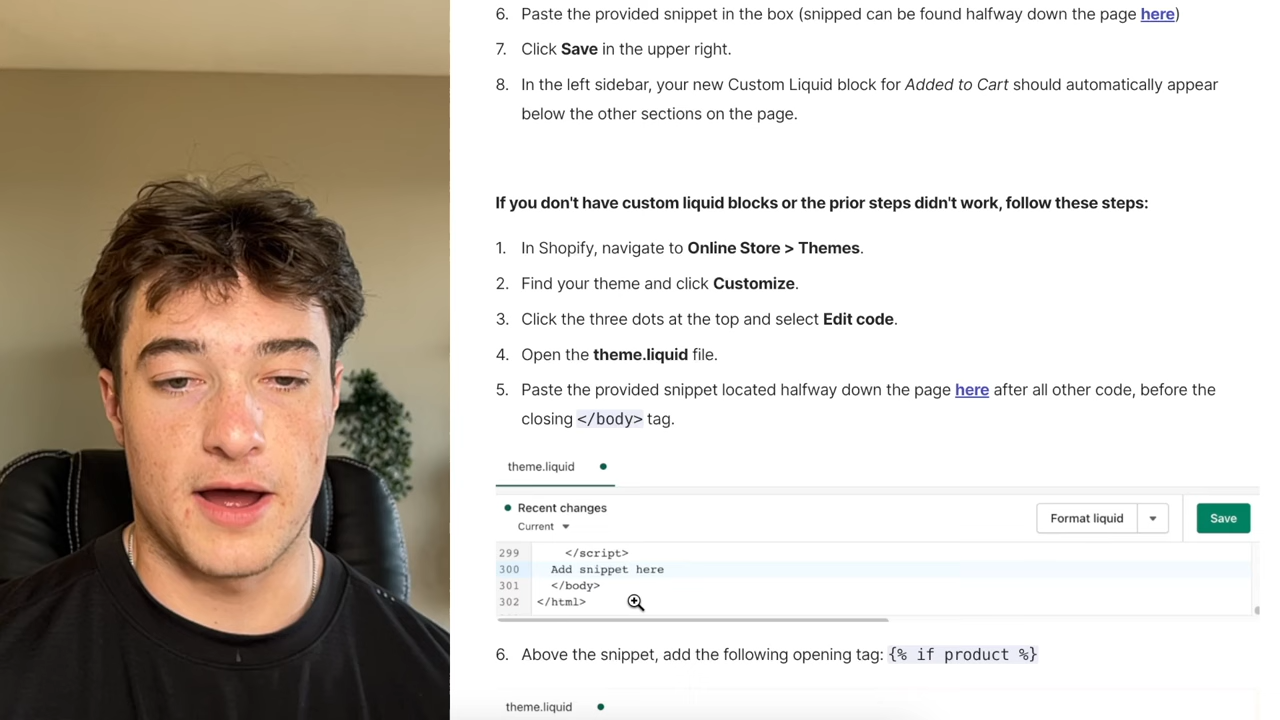 6. Paste the provided snippet in the box (snipped can be found halfway down the page here)
7. Click Save in the upper right.
8. In the left sidebar, your new Custom Liquid block for Added to Cart should automatically appear
below the other sections on the page.
If you don't have custom liquid blocks or the prior steps didn't work, follow these steps:
1. In Shopify, navigate to Online Store > Themes.
2. Find your theme and click Customize.
3. Click the three dots at the top and select Edit code.
4. Open the theme.liquid file.
5. Paste the provided snippet located halfway down the page here after all other code, before the
closing </body> tag.
theme.liquid
Recent changes
Current
Format liquid
Save
299 </script>
300 Add snippet here
301 </body>
302 </html>
6. Above the snippet, add the following opening tag: {% if product %}
theme.liquid